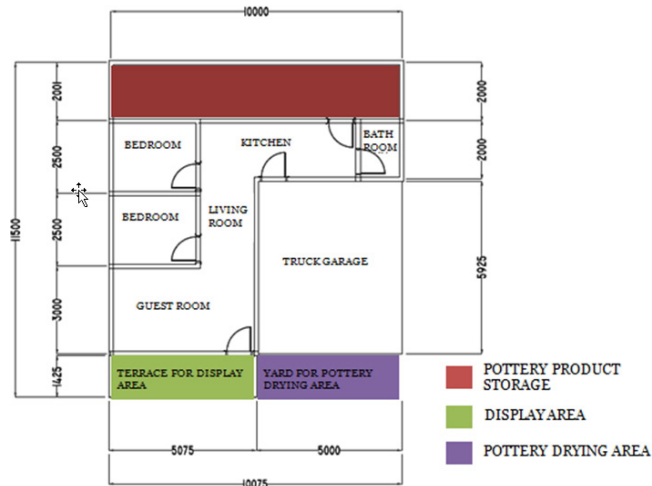 10000
2001
2000
2500
BEDROOM
KITCHEN
BATH
ROOM
2000
BEDROOM
LIVING
ROOM
11500
2500
TRUCK GARAGE
5925
GUEST ROOM
3000
TERRACE FOR DISPLAY
AREA
YARD FOR POTTERY
DRYING AREA
1425
POTTERY PRODUCT
STORAGE
DISPLAY AREA
POTTERY DRYING AREA
5075
5000
10075